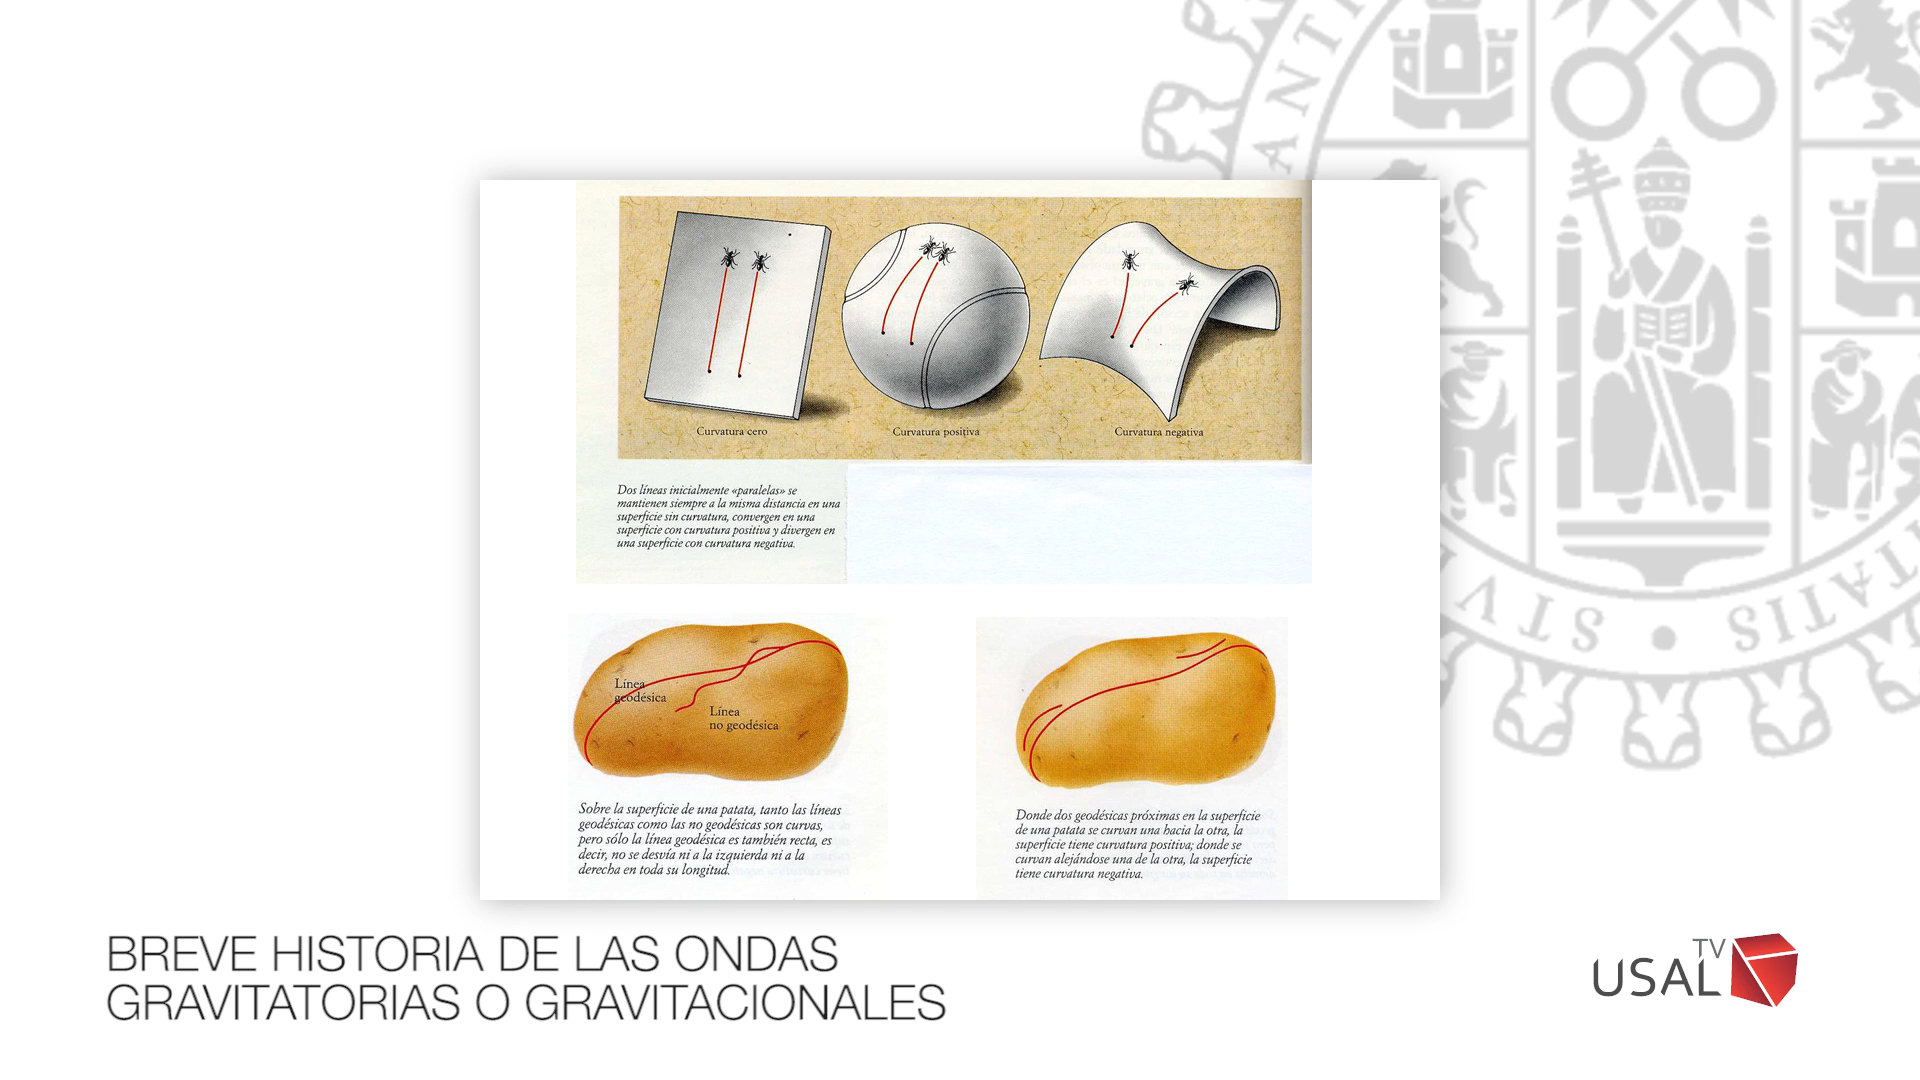 ANTI
Curvatura cero
Curvatura positiva
Curvatura negativa
Dos líneas inicialmente «paralelas» se
mantienen siempre a la misma distancia en una
superficie sin curvatura, convergen en una
superficie con curvatura positiva y divergen en
una superficie con curvatura negativa.
Línea
geodésica
Línea
no geodésica
Sobre la superficie de una patata, tanto las líneas
geodésicas como las no geodésicas son curvas,
pero sólo la línea geodésica es también recta, es
decir, no se desvía ni a la izquierda ni a la
derecha en toda su longitud.
Donde dos geodésicas próximas en la superficie
de una patata se curvan una hacia la otra, la
superficie tiene curvatura positiva; donde se
curvan alejándose una de la otra, la superficie
tiene curvatura negativa.
STV
SITATIS
BREVE HISTORIA DE LAS ONDAS
GRAVITATORIAS O GRAVITACIONALES
USAL TV